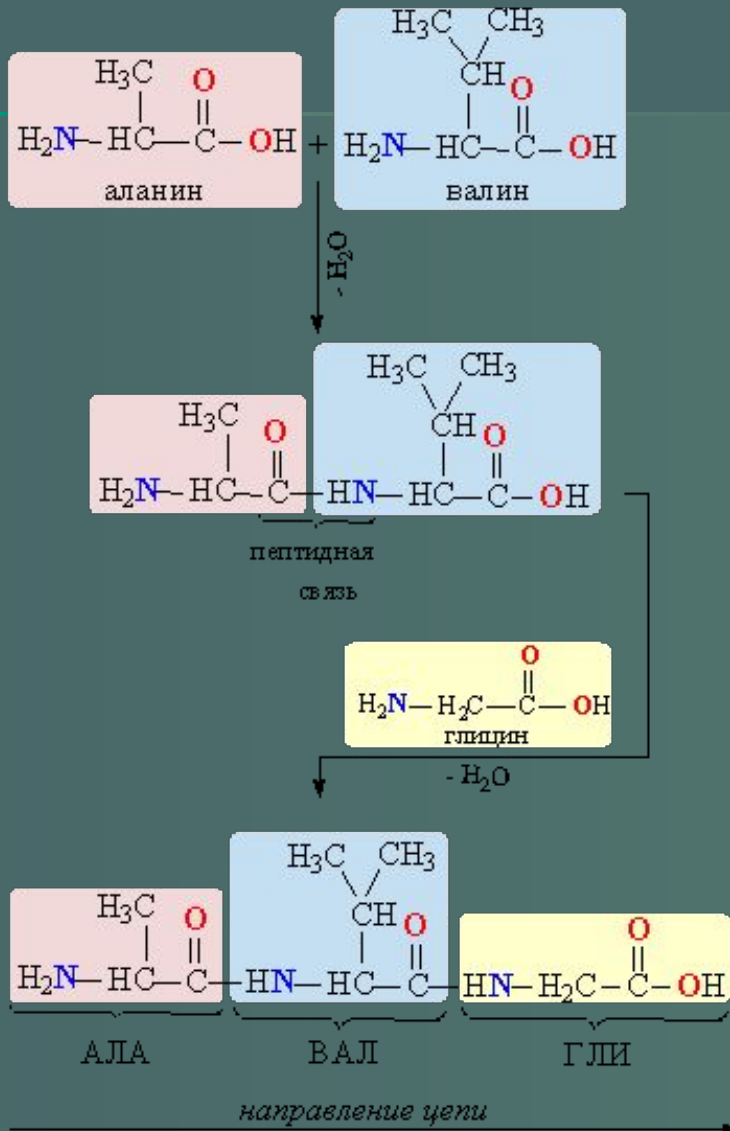 H₃C O H₃C CH₃
CH O
H₂N—HC—C—OH + H₂N—HC—C—OH
аланин валин
- H₂O
H₃C CH₃
H₃C O CH O
H₂N—HC—C—HN—HC—C—OH
пептидная
связь
O
H₂N—H₂C—C—OH
глицин
- H₂O
H₃C CH₃
H₃C O CH O O
H₂N—HC—C—HN—HC—C—HN—H₂C—C—OH
АЛА ВАЛ ГЛИ
направление цепи